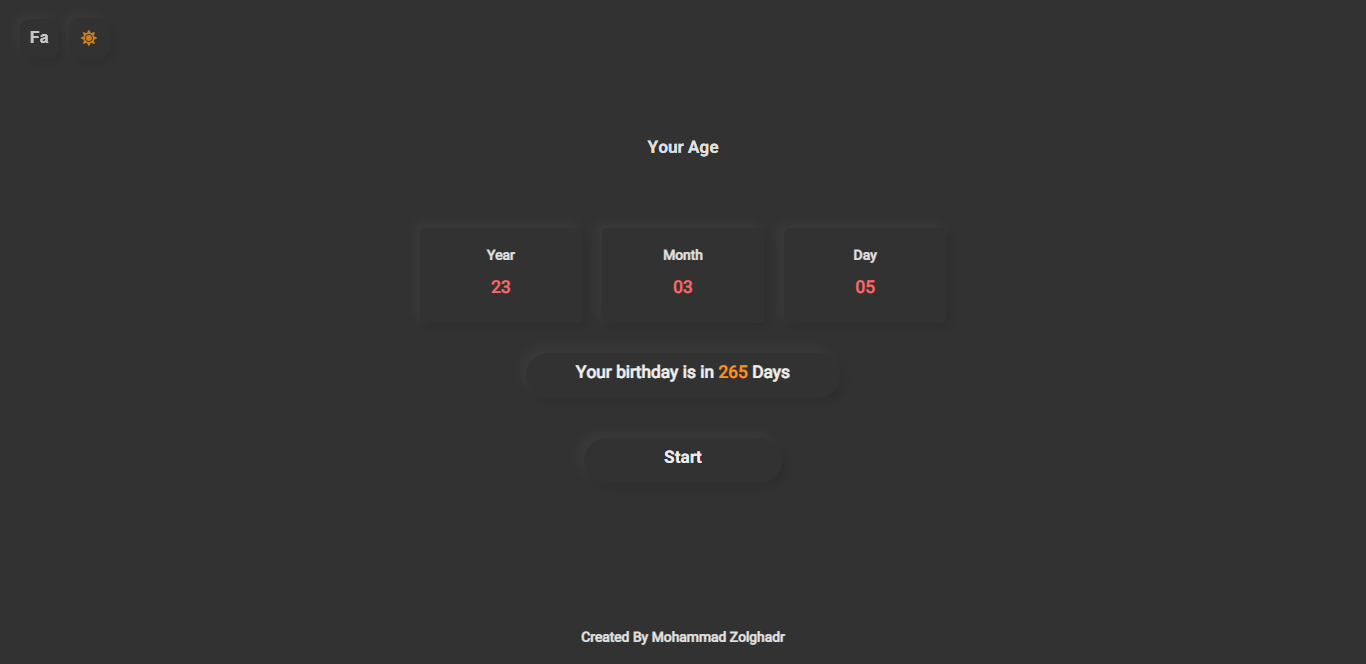 Fa
Your Age
Year Month Day
23 03 05
Your birthday is in 265 Days
Start
Created By Mohammad Zolghadr